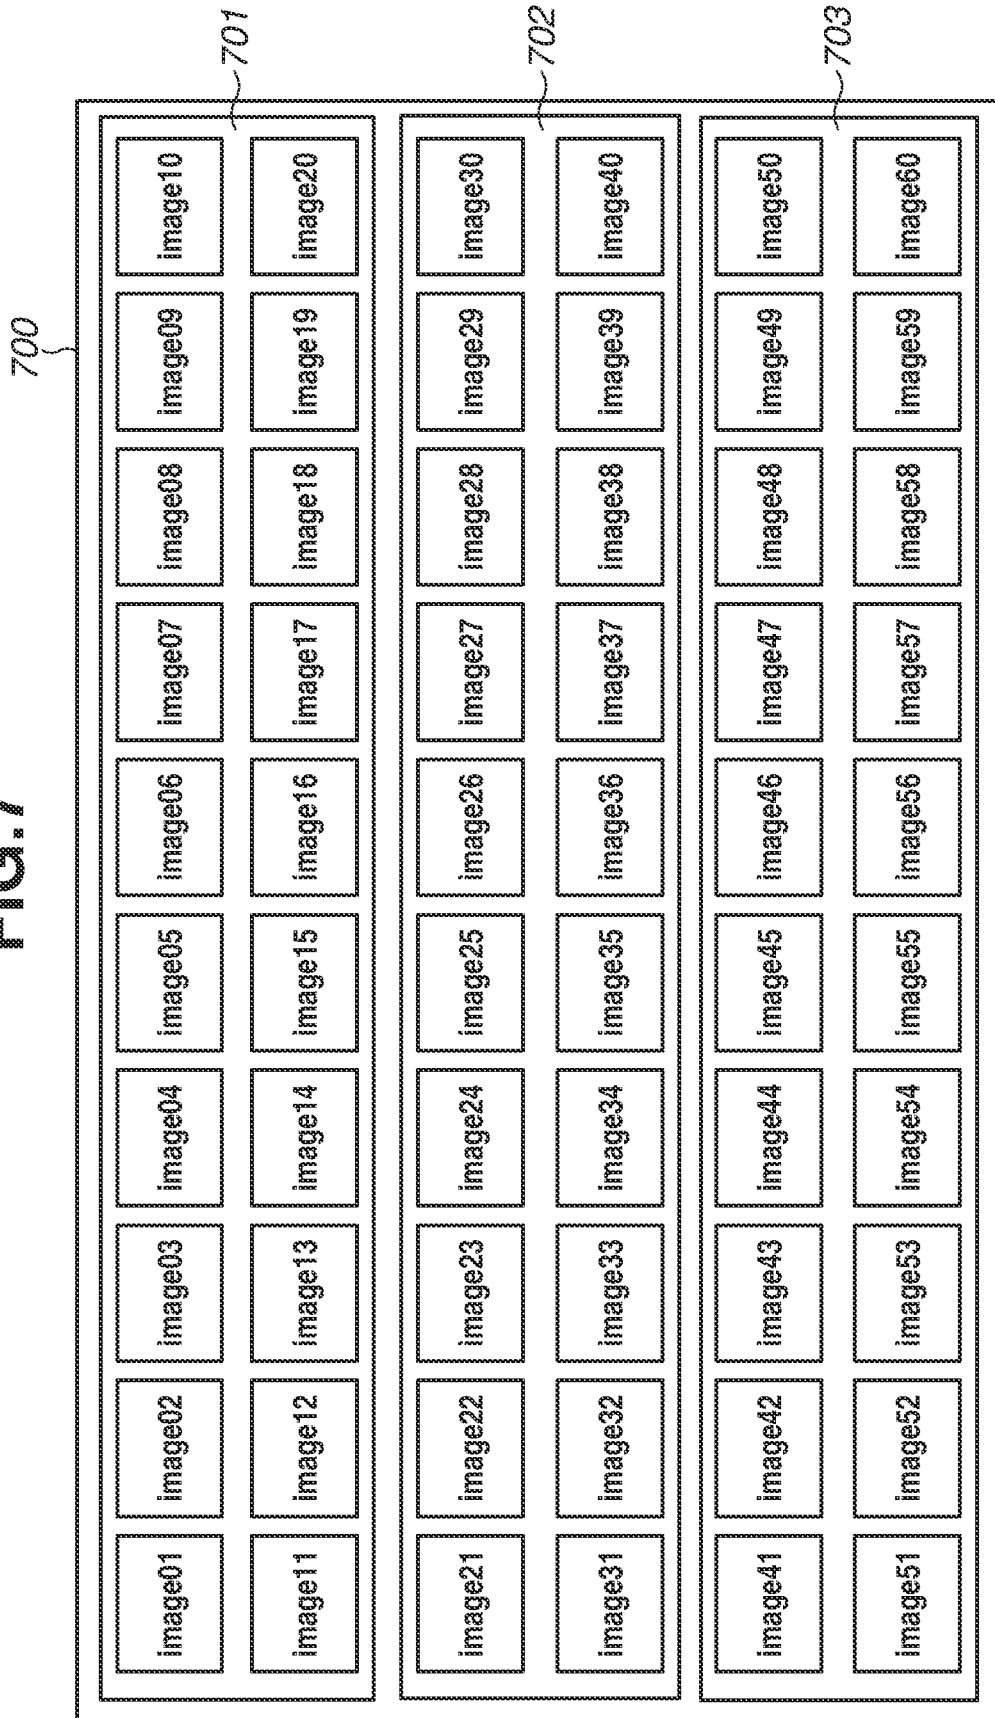 FIG.7
700
image01 image02 image03 image04 image05 image06 image07 image08 image09 image10
701
image11 image12 image13 image14 image15 image16 image17 image18 image19 image20
image21 image22 image23 image24 image25 image26 image27 image28 image29 image30
702
image31 image32 image33 image34 image35 image36 image37 image38 image39 image40
image41 image42 image43 image44 image45 image46 image47 image48 image49 image50
703
image51 image52 image53 image54 image55 image56 image57 image58 image59 image60